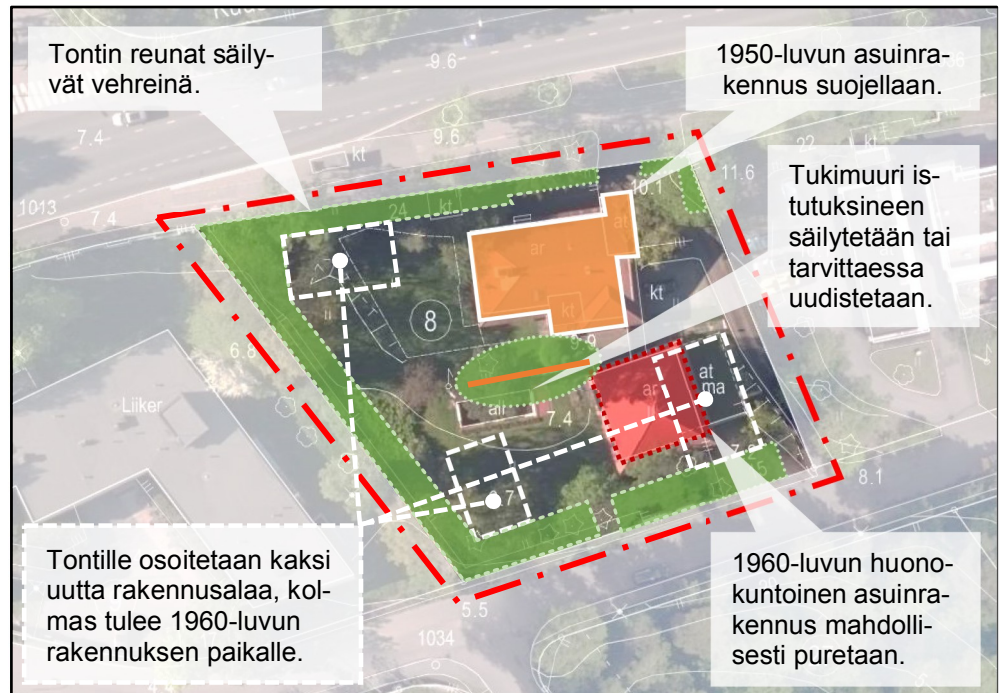 Tontin reunat säily-
vät vehreinä.
1950-luvun asuinra-
kennus suojellaan.
Tukimuuri is-
tutuksineen
säilytetään tai
tarvittaessa
uudistetaan.
Tontille osoitetaan kaksi
uutta rakennusalaa, kol-
mas tulee 1960-luvun
rakennuksen paikalle.
1960-luvun huono-
kuntoinen asuinra-
kennus mahdolli-
sesti puretaan.
9.6
7.4
9.6
kt
22
11.6
10.1
1013
7.4
24
kt
at
ar
kt
kt
8
6.8
Liiker
at
ma
ar
7.4
8.1
5.5
1034